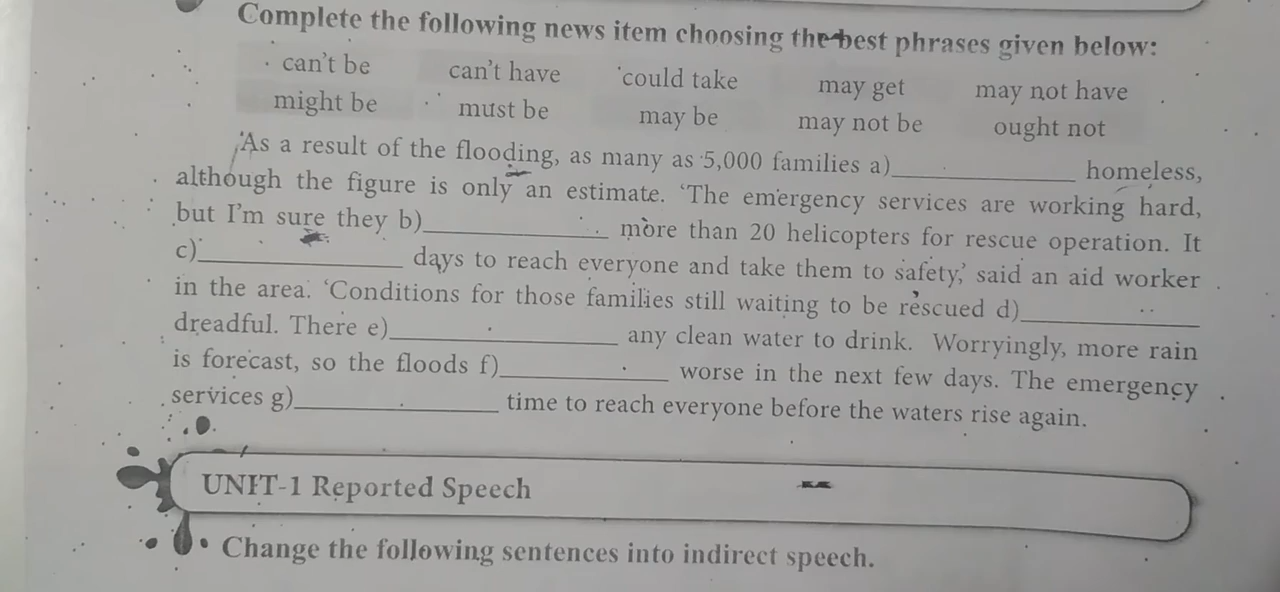 Complete the following news item choosing the best phrases given below:
can't be can't have could take may get may not have
might be must be may be may not be ought not
'As a result of the flooding, as many as 5,000 families a)____________ homeless,
although the figure is only an estimate. 'The emergency services are working hard,
but I'm sure they b)____________ more than 20 helicopters for rescue operation. It
c)____________ days to reach everyone and take them to safety,' said an aid worker
in the area. 'Conditions for those families still waiting to be rescued d)____________
dreadful. There e)____________ any clean water to drink. Worryingly, more rain
is forecast, so the floods f)____________ worse in the next few days. The emergency
services g)____________ time to reach everyone before the waters rise again.
UNIT-1 Reported Speech
Change the following sentences into indirect speech.